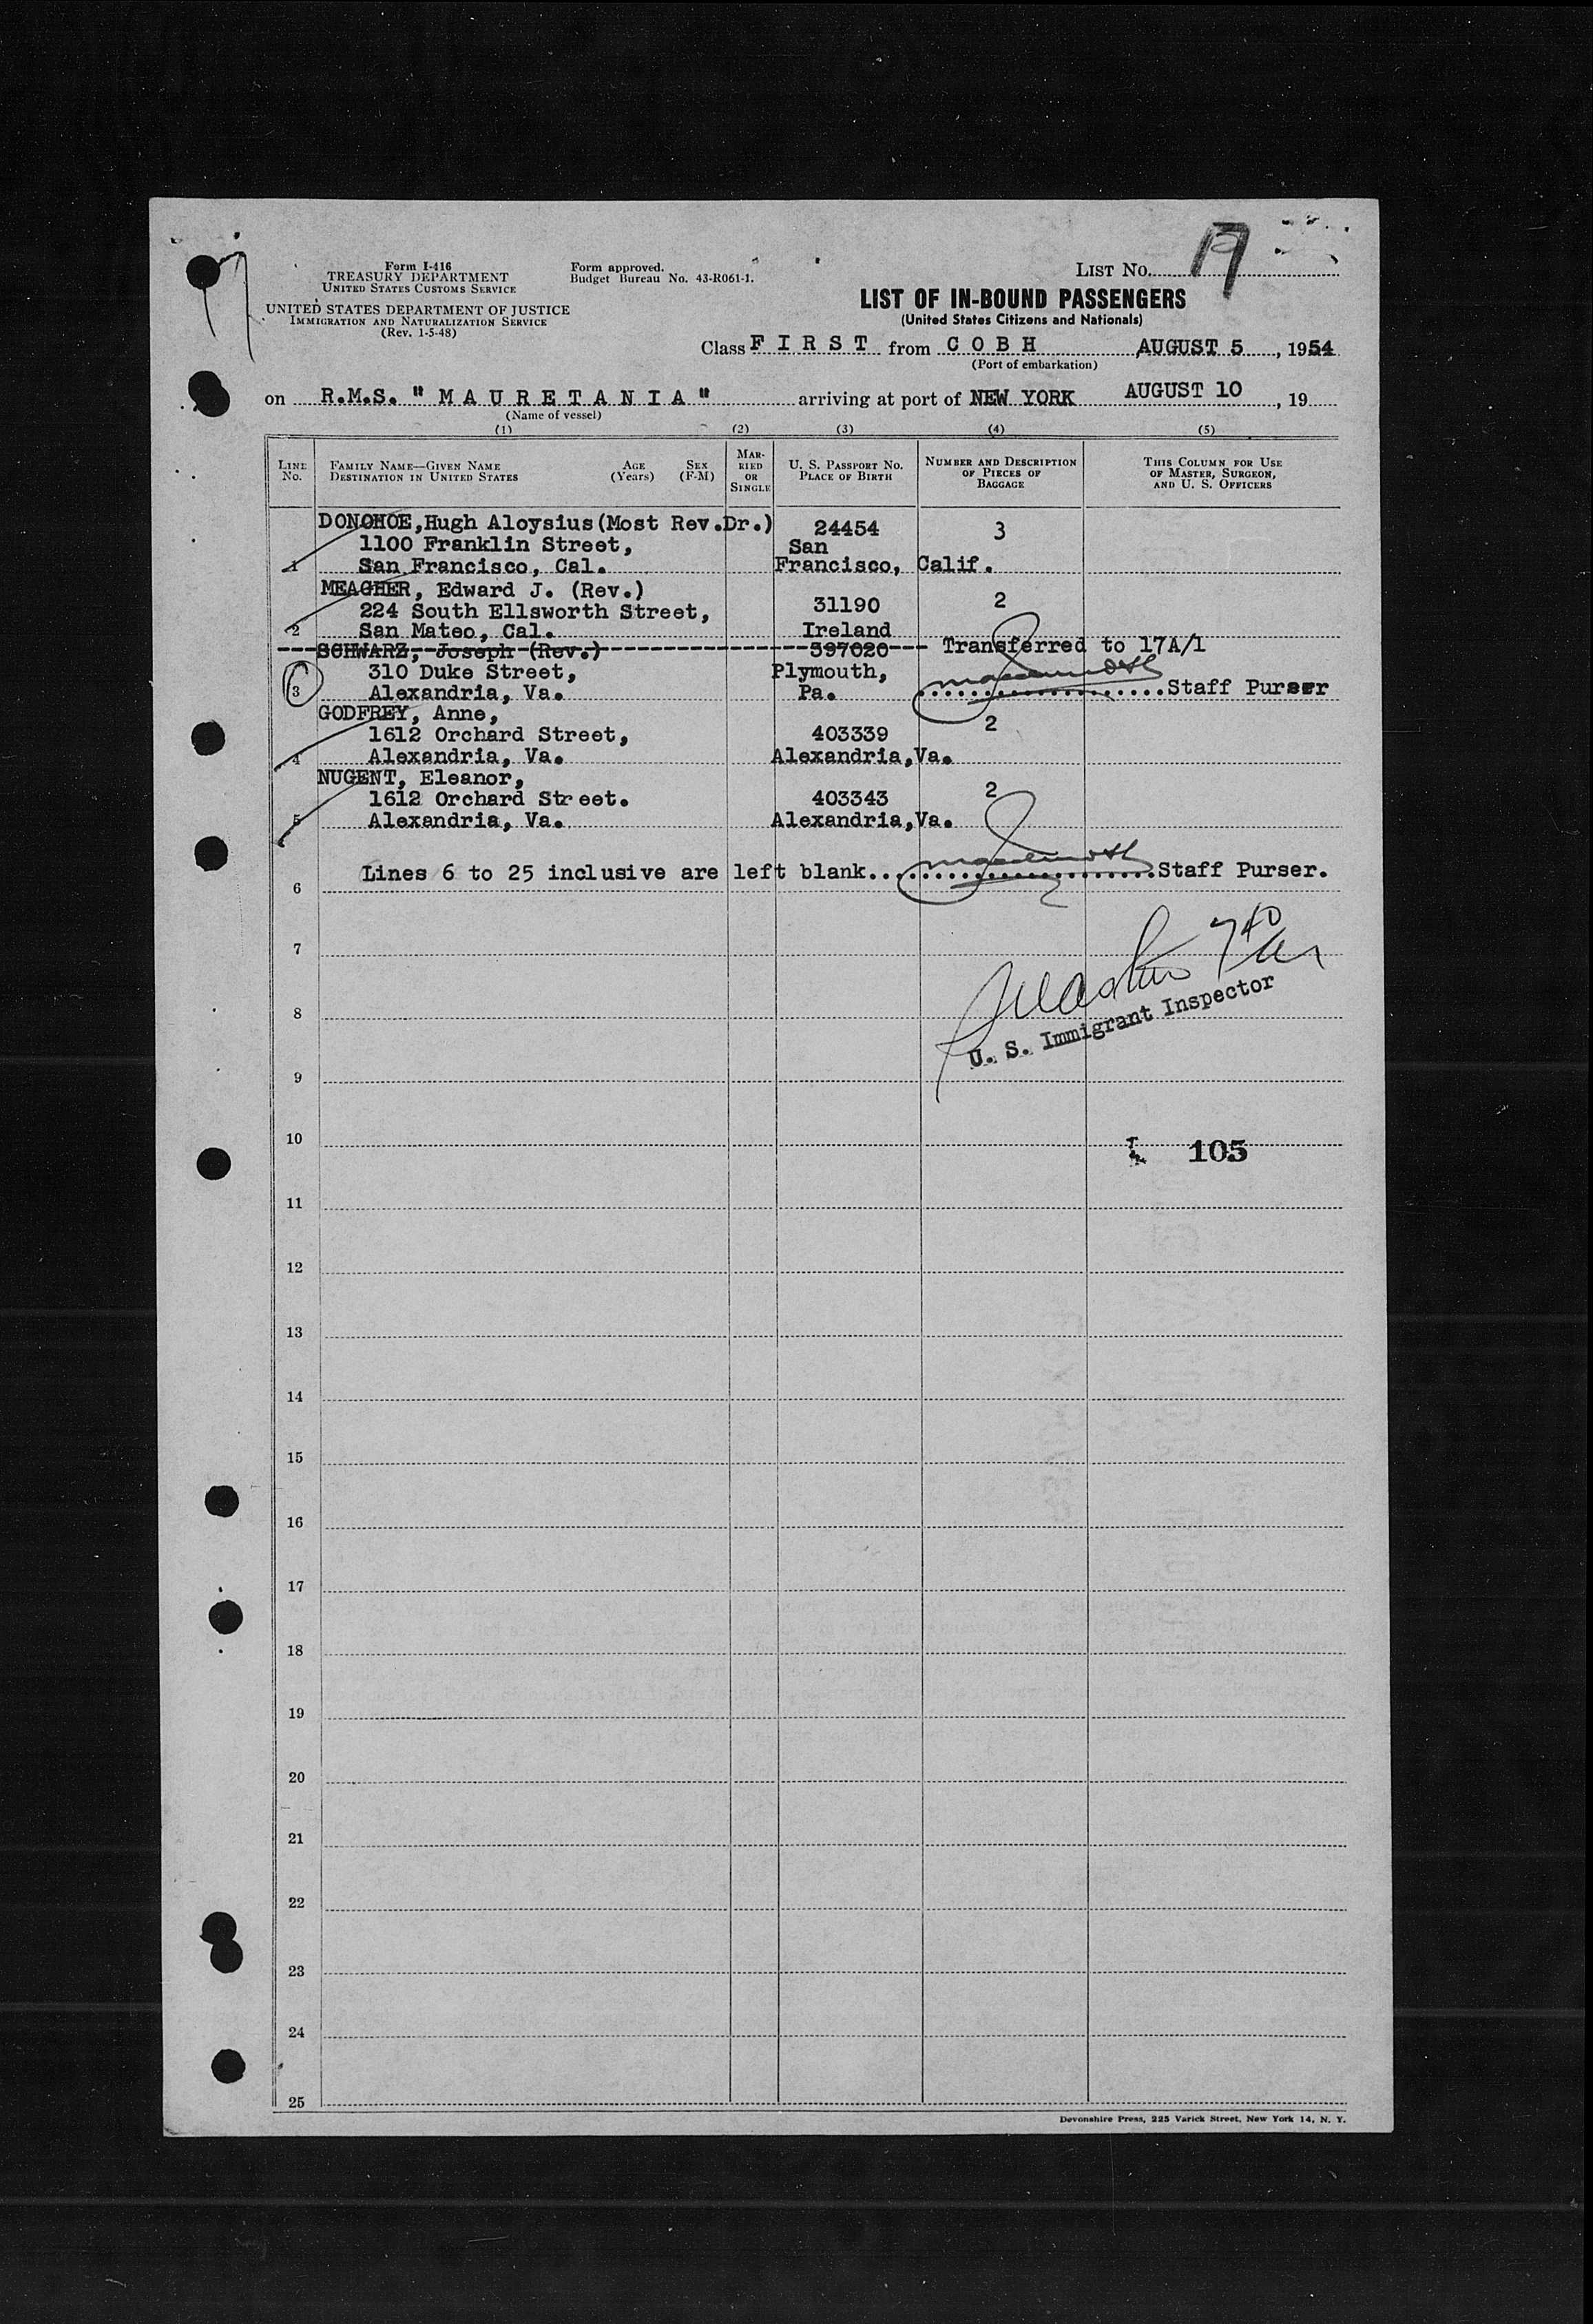 Form I-416
TREASURY DEPARTMENT
UNITED STATES CUSTOMS SERVICE
UNITED STATES DEPARTMENT OF JUSTICE
IMMIGRATION AND NATURALIZATION SERVICE
(Rev. 1-5-48)
Form approved.
Budget Bureau No. 43-R061-1.
LIST No. 17
LIST OF IN-BOUND PASSENGERS
(United States Citizens and Nationals)
Class FIRST from COBH AUGUST 5, 1954
(Port of embarkation)
on R.M.S. "MAURETANIA" arriving at port of NEW YORK AUGUST 10, 19
(Name of vessel)
(1) (2) (3) (4) (5)
LINE No.
FAMILY NAME—GIVEN NAME
DESTINATION IN UNITED STATES
AGE (Years)
SEX (F-M)
MARRIED OR SINGLE
U. S. PASSPORT NO.
PLACE OF BIRTH
NUMBER AND DESCRIPTION OF PIECES OF BAGGAGE
THIS COLUMN FOR USE OF MASTER, SURGEON, AND U. S. OFFICERS
DONOHOE, Hugh Aloysius (Most Rev. Dr.) 24454 3
1100 Franklin Street, San
1 San Francisco, Cal. Francisco, Calif.
MEAGHER, Edward J. (Rev.)
224 South Ellsworth Street, 31190 2
2 San Mateo, Cal. Ireland
SCHWARZ, Joseph (Rev.) 397020 Transferred to 17A/1
310 Duke Street, Plymouth,
3 Alexandria, Va. Pa. Staff Purser
GODFREY, Anne,
1612 Orchard Street, 403339 2
4 Alexandria, Va. Alexandria, Va.
NUGENT, Eleanor,
1612 Orchard Street. 403343 2
5 Alexandria, Va. Alexandria, Va.
6 Lines 6 to 25 inclusive are left blank. Staff Purser.
7
8
U. S. Immigrant Inspector
9
10
105
11
12
13
14
15
16
17
18
19
20
21
22
23
24
25
Devonshire Press, 225 Varick Street, New York 14, N. Y.